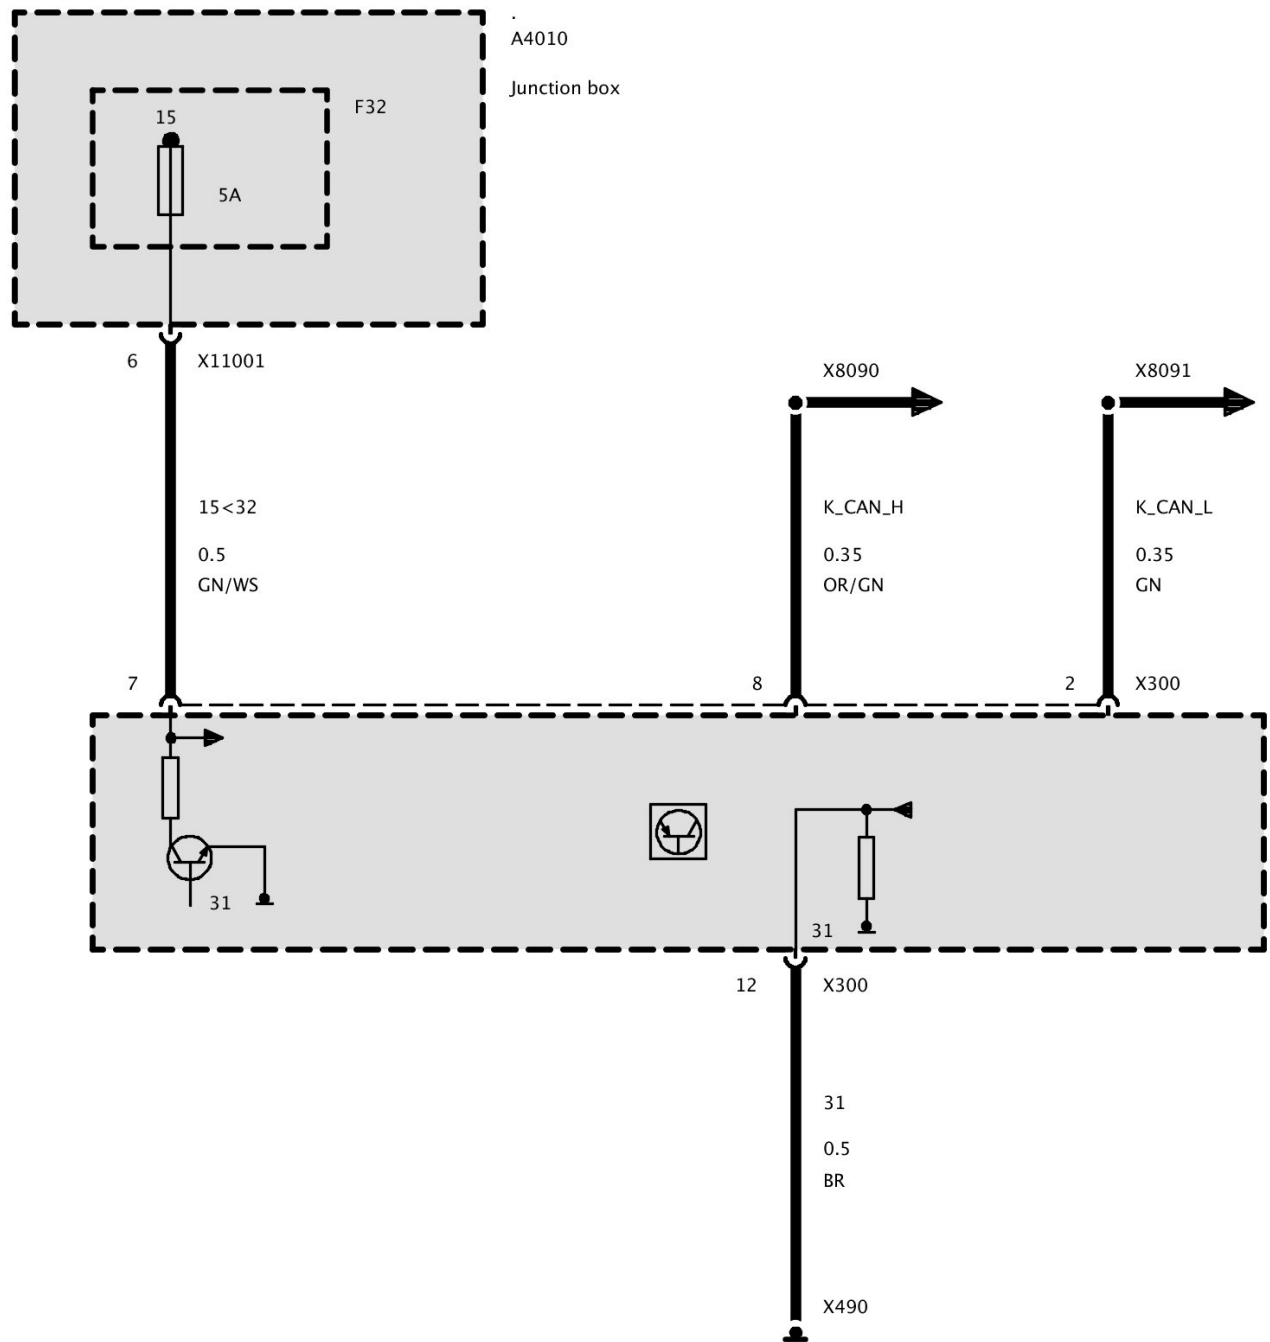 .
A4010
Junction box
F32
15
5A
6 X11001
X8090 X8091
15<32 K_CAN_H K_CAN_L
0.5 0.35 0.35
GN/WS OR/GN GN
7 8 2 X300
31
31
12 X300
31
0.5
BR
X490